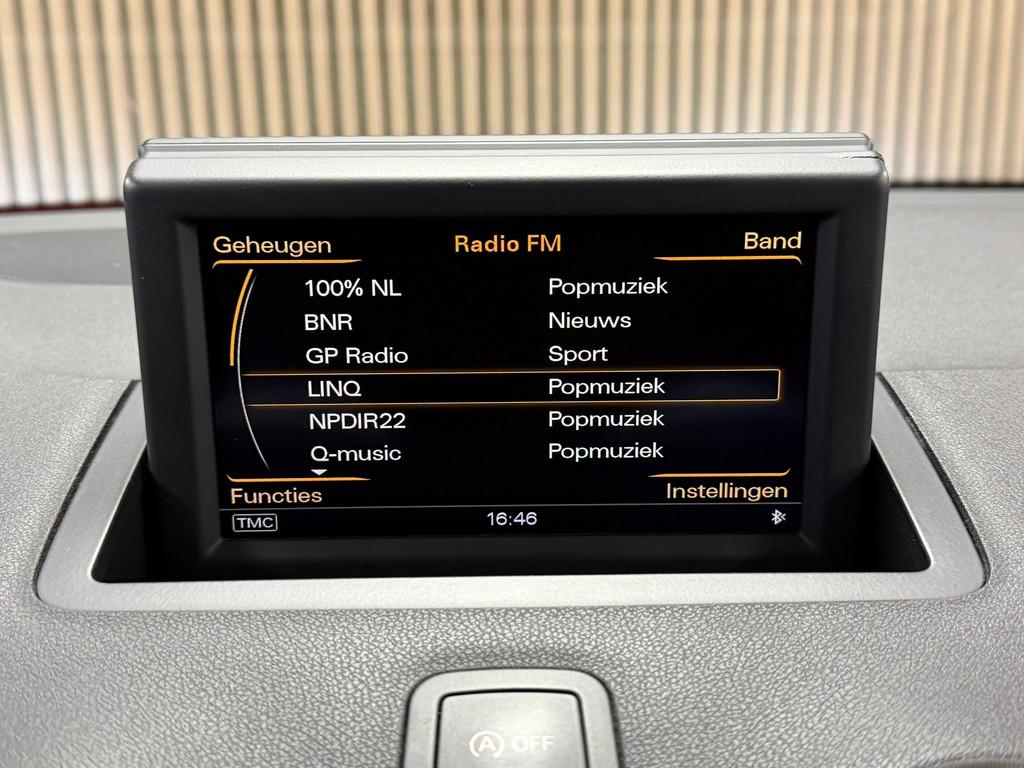 Geheugen Radio FM Band
100% NL Popmuziek
BNR Nieuws
GP Radio Sport
LINQ Popmuziek
NPDIR22 Popmuziek
Q-music Popmuziek
Functies Instellingen
TMC 16:46
A OFF